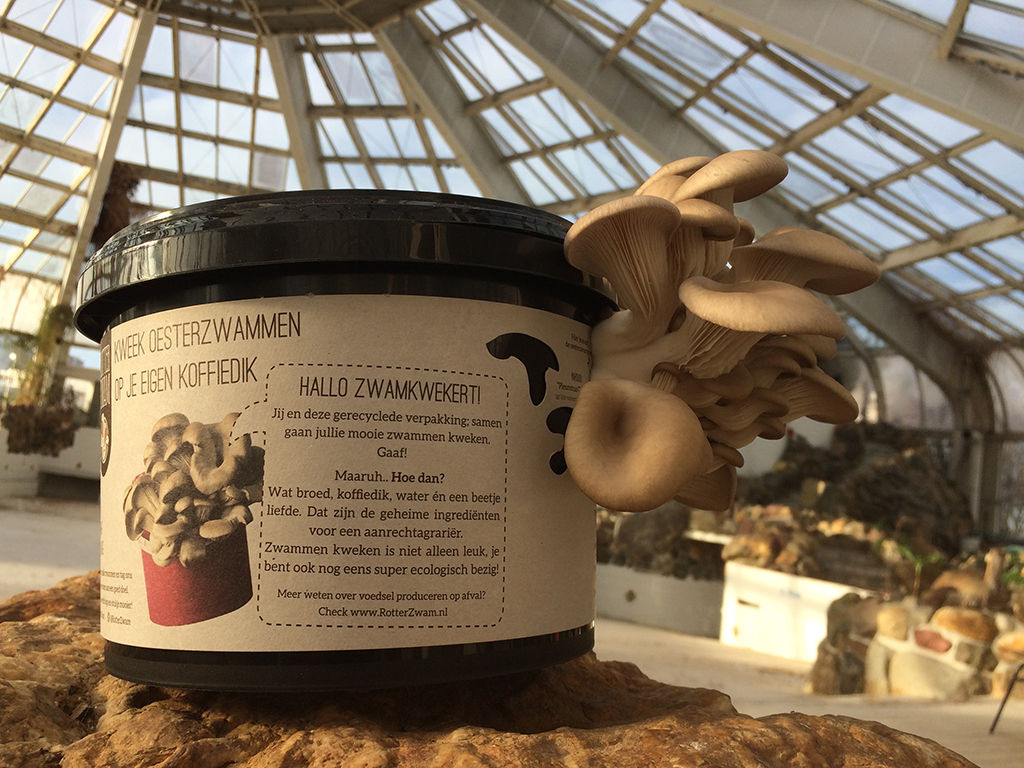 KWEEK OESTERZWAMMEN
OP JE EIGEN KOFFIEDIK
HALLO ZWAMKWEKERT!
Jij en deze gerecyclede verpakking; samen
gaan jullie mooie zwammen kweken.
Gaaf!
Maaruh.. Hoe dan?
Wat broed, koffiedik, water én een beetje
liefde. Dat zijn de geheime ingrediënten
voor een aanrechtagrariër.
Zwammen kweken is niet alleen leuk, je
bent ook nog eens super ecologisch bezig!
Meer weten over voedsel produceren op afval?
Check www.RotterZwam.nl
@RotterZwam